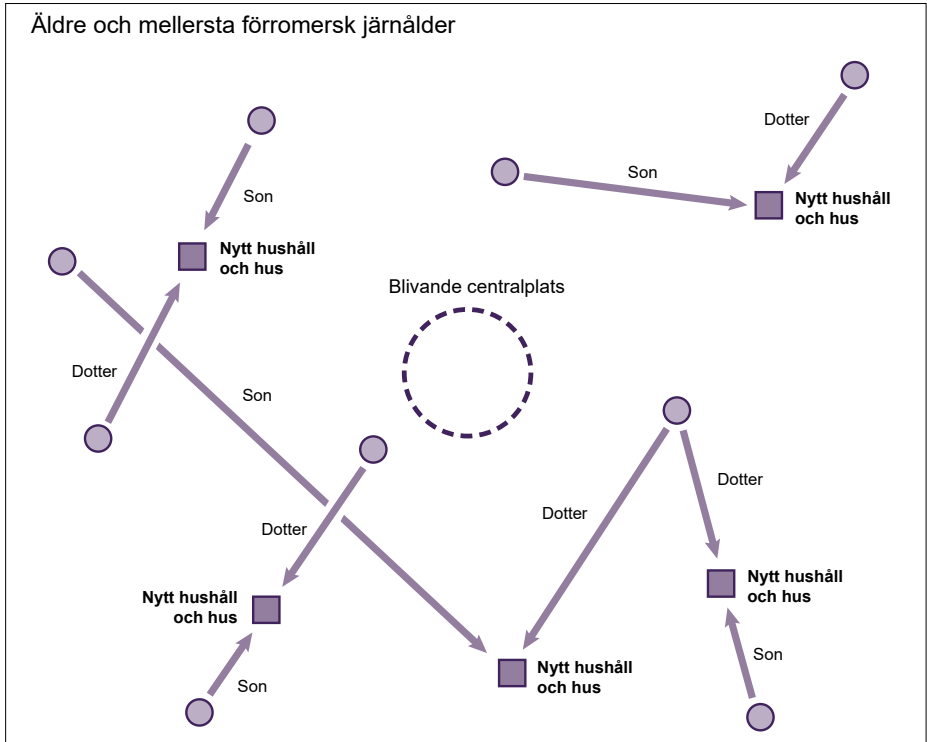 Äldre och mellersta förromersk järnålder
Dotter
Son
Son
Nytt hushåll
och hus
Nytt hushåll
och hus
Blivande centralplats
Dotter
Son
Dotter
Dotter
Dotter
Nytt hushåll
och hus
Nytt hushåll
och hus
Son
Nytt hushåll
och hus
Son